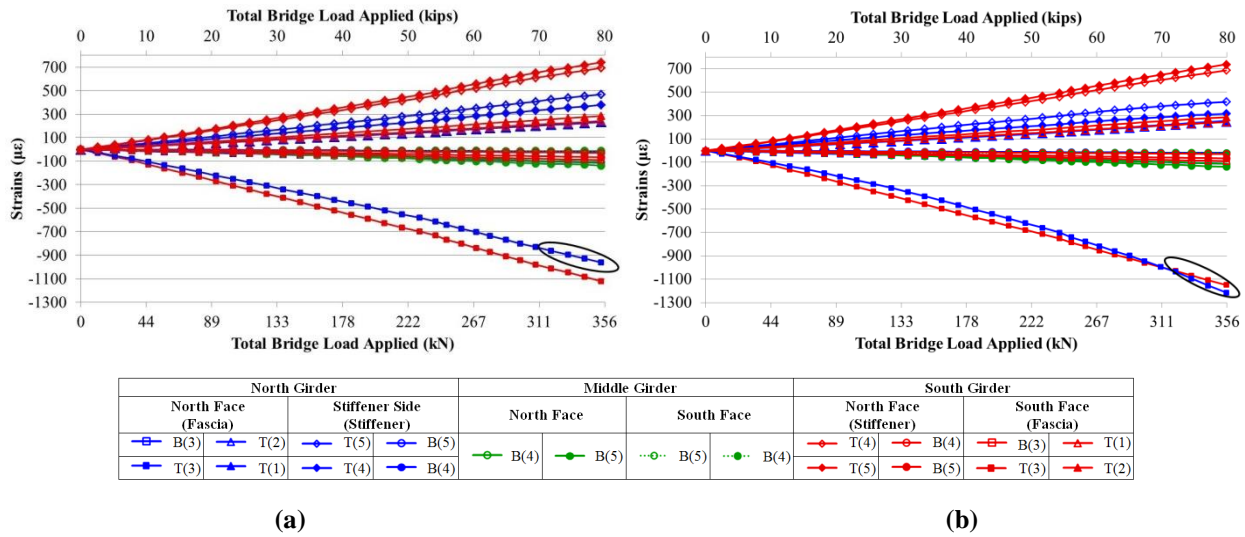 Total Bridge Load Applied (kips)
0 10 20 30 40 50 60 70 80
Strains (με)
700
500
300
100
-100
-300
-500
-700
-900
-1100
-1300
0 44 89 133 178 222 267 311 356
Total Bridge Load Applied (kN)
Total Bridge Load Applied (kips)
0 10 20 30 40 50 60 70 80
Strains (με)
700
500
300
100
-100
-300
-500
-700
-900
-1100
-1300
0 44 89 133 178 222 267 311 356
Total Bridge Load Applied (kN)
North Girder Middle Girder South Girder
North Face (Fascia) Stiffener Side (Stiffener) North Face South Face North Face (Stiffener) South Face (Fascia)
B(3) T(2) T(5) B(5) B(4) B(5) B(5) B(4) T(4) B(4) B(3) T(1)
T(3) T(1) T(4) B(4) T(5) B(5) T(3) T(2)
(a) (b)